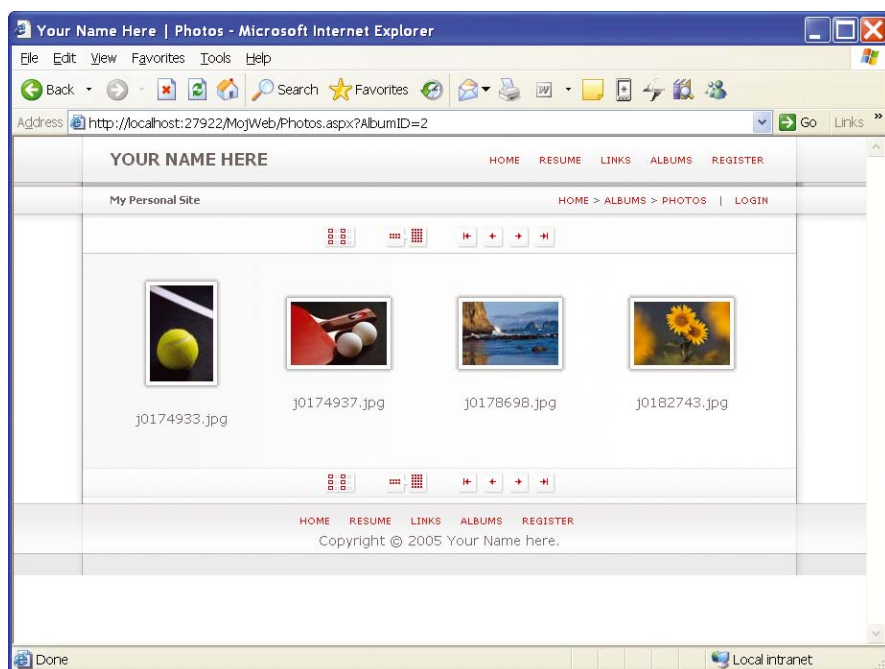 Your Name Here | Photos - Microsoft Internet Explorer
File Edit View Favorites Tools Help
Back Search Favorites
Address http://localhost:27922/MojWeb/Photos.aspx?AlbumID=2 Go Links »
YOUR NAME HERE HOME RESUME LINKS ALBUMS REGISTER
My Personal Site HOME > ALBUMS > PHOTOS | LOGIN
j0174933.jpg j0174937.jpg j0178698.jpg j0182743.jpg
HOME RESUME LINKS ALBUMS REGISTER
Copyright © 2005 Your Name here.
Done Local intranet